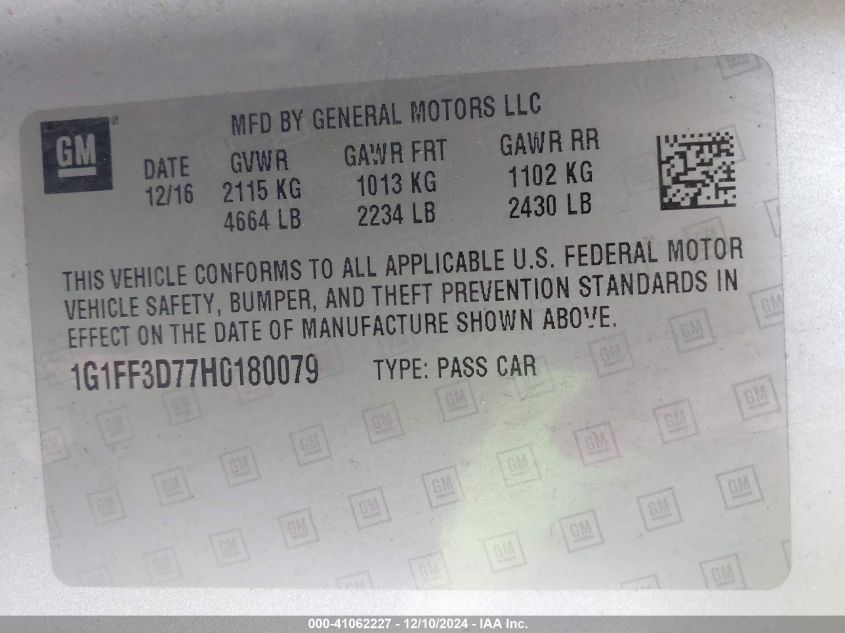 GM®
MFD BY GENERAL MOTORS LLC
DATE GVWR GAWR FRT GAWR RR
12/16 2115 KG 1013 KG 1102 KG
4664 LB 2234 LB 2430 LB
THIS VEHICLE CONFORMS TO ALL APPLICABLE U.S. FEDERAL MOTOR
VEHICLE SAFETY, BUMPER, AND THEFT PREVENTION STANDARDS IN
EFFECT ON THE DATE OF MANUFACTURE SHOWN ABOVE.
1G1FF3D77H0180079 TYPE: PASS CAR
000-41062227 - 12/10/2024 - IAA Inc.